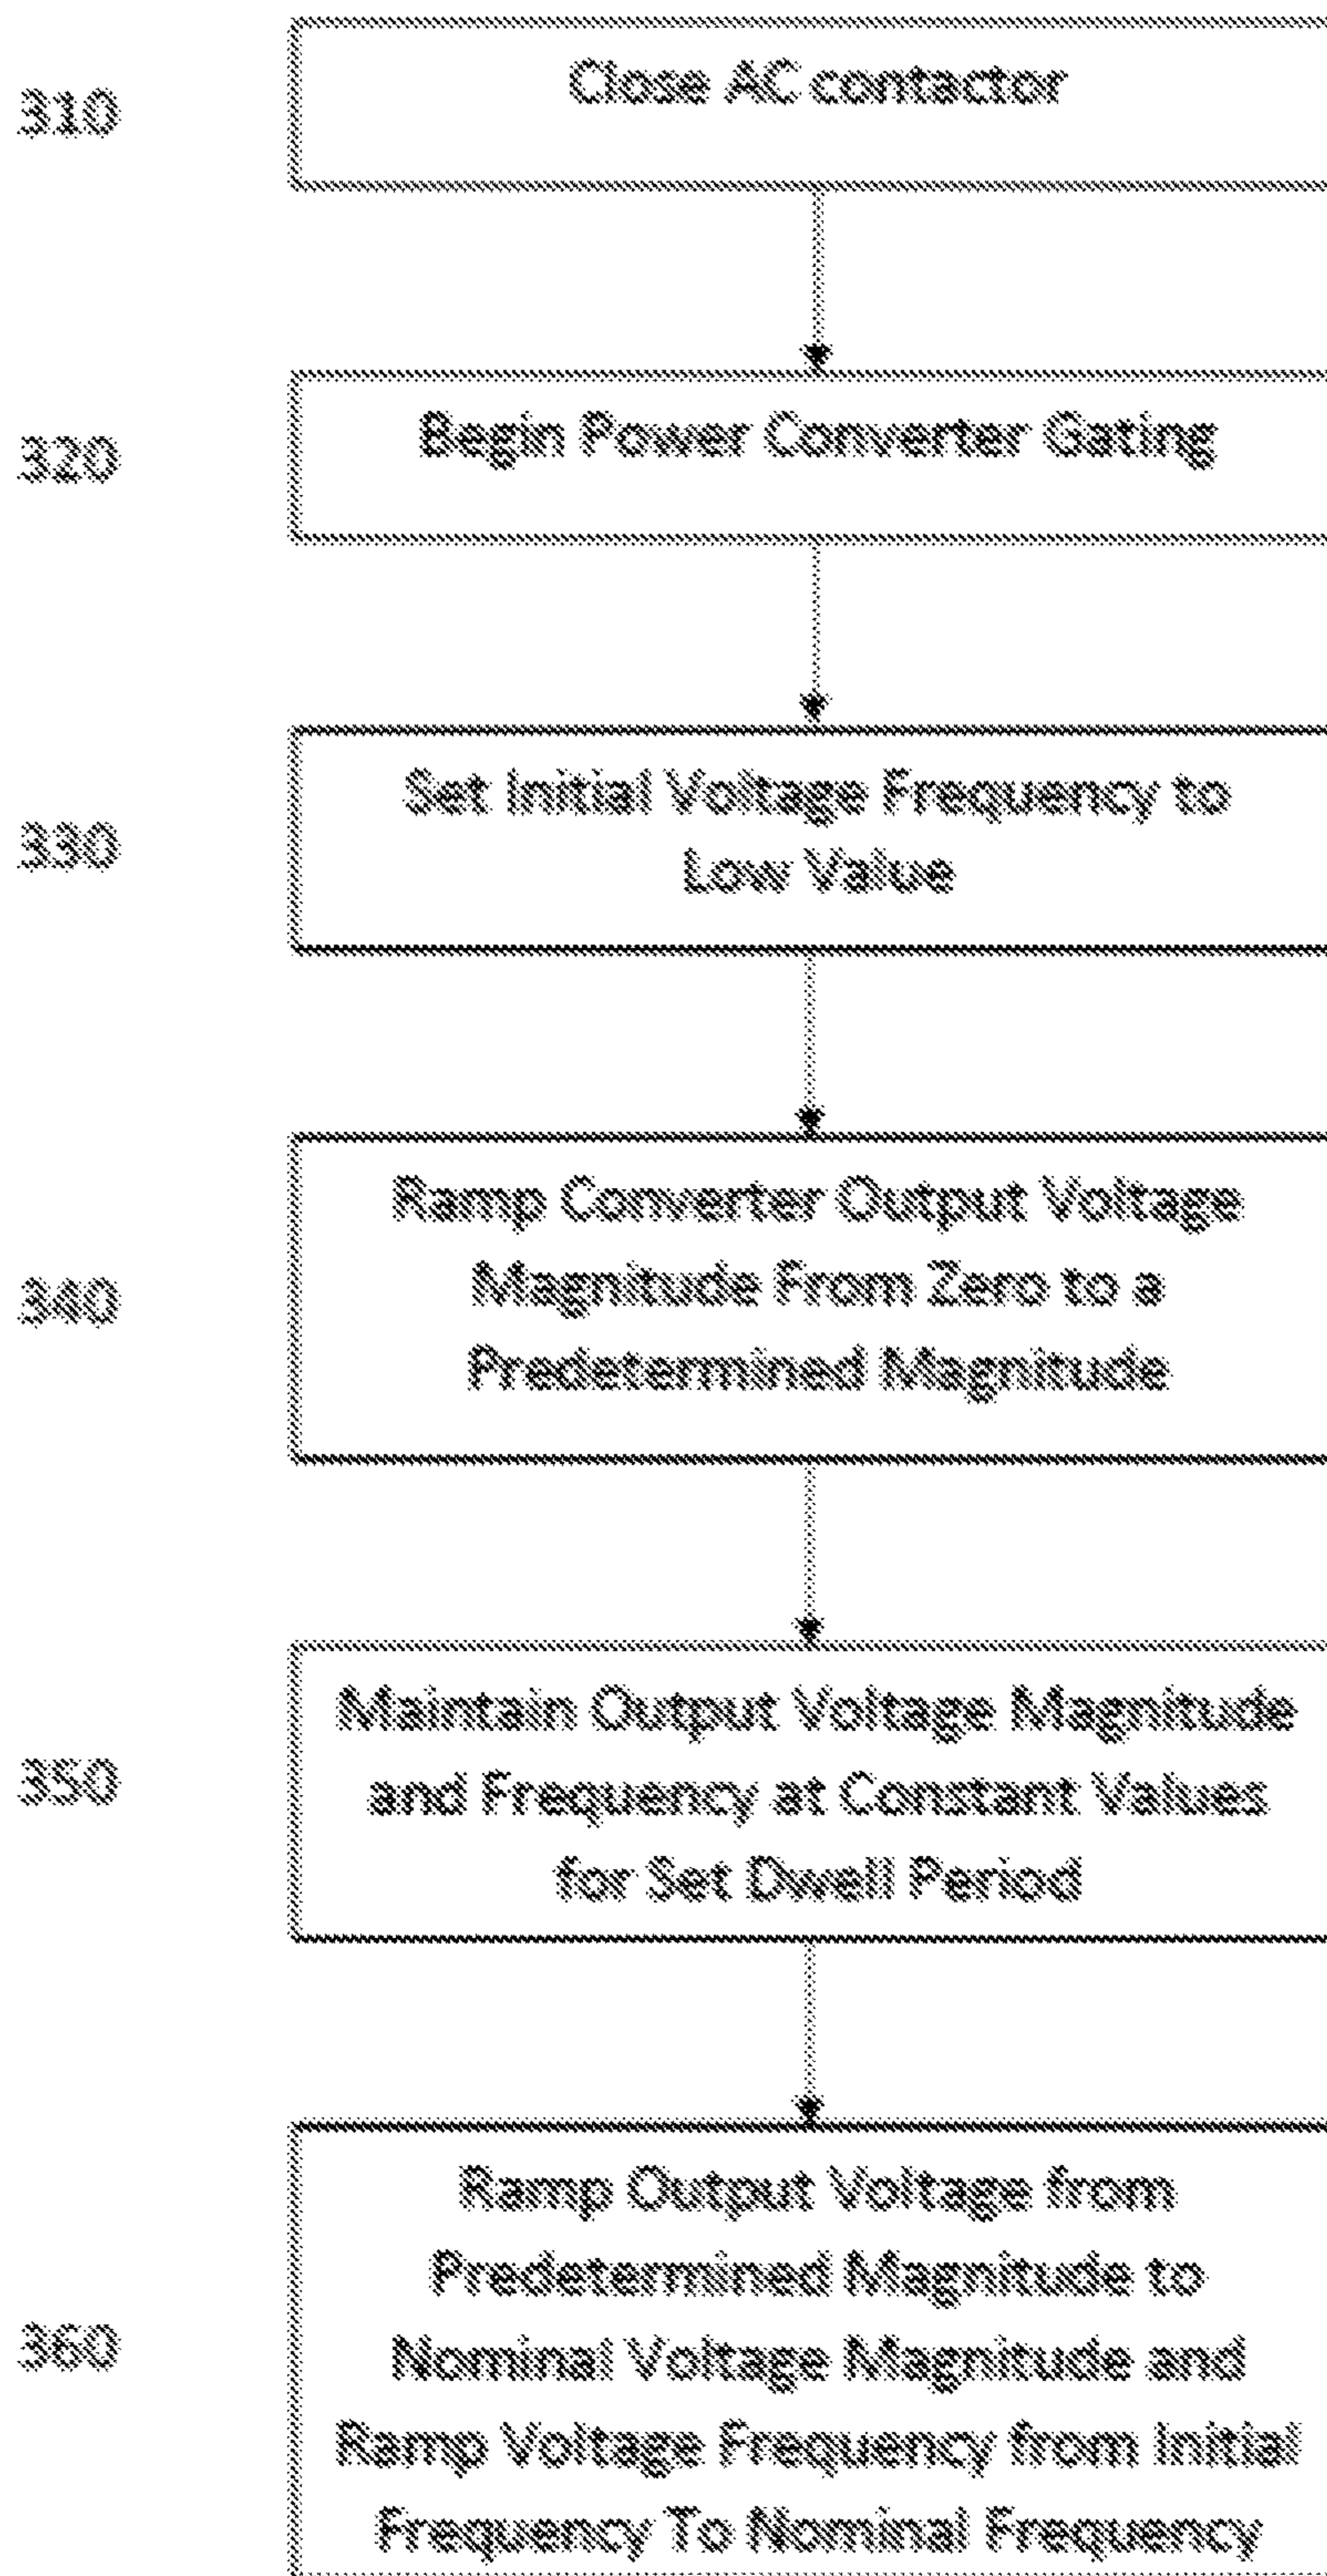 310
Close AC contactor
320
Begin Power Converter Gating
330
Set Initial Voltage Frequency to
Low Value
340
Ramp Converter Output Voltage
Magnitude From Zero to a
Predetermined Magnitude
350
Maintain Output Voltage Magnitude
and Frequency at Constant Values
for Set Dwell Period
360
Ramp Output Voltage from
Predetermined Magnitude to
Nominal Voltage Magnitude and
Ramp Voltage Frequency from Initial
Frequency To Nominal Frequency